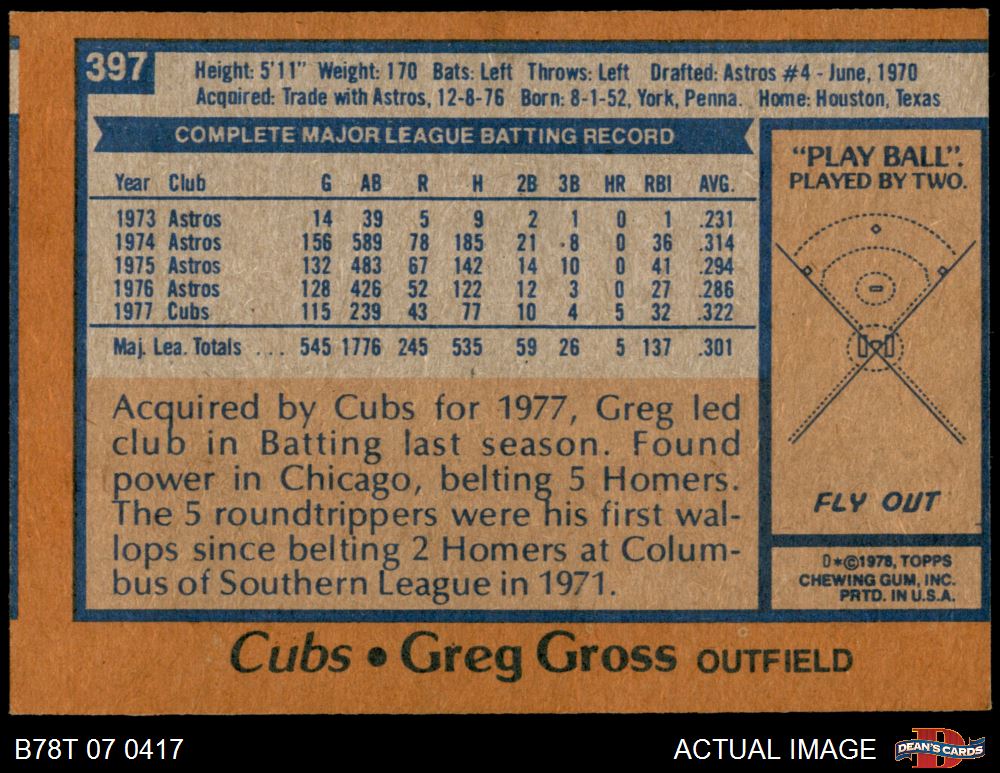 397
Height: 5'11" Weight: 170 Bats: Left Throws: Left Drafted: Astros #4 - June, 1970
Acquired: Trade with Astros, 12-8-76 Born: 8-1-52, York, Penna. Home: Houston, Texas
COMPLETE MAJOR LEAGUE BATTING RECORD
Year Club G AB R H 2B 3B HR RBI AVG.
1973 Astros 14 39 5 9 2 1 0 1 .231
1974 Astros 156 589 78 185 21 8 0 36 .314
1975 Astros 132 483 67 142 14 10 0 41 .294
1976 Astros 128 426 52 122 12 3 0 27 .286
1977 Cubs 115 239 43 77 10 4 5 32 .322
Maj. Lea. Totals ... 545 1776 245 535 59 26 5 137 .301
Acquired by Cubs for 1977, Greg led
club in Batting last season. Found
power in Chicago, belting 5 Homers.
The 5 roundtrippers were his first wal-
lops since belting 2 Homers at Colum-
bus of Southern League in 1971.
"PLAY BALL".
PLAYED BY TWO.
FLY OUT
D*©1978, TOPPS
CHEWING GUM, INC.
PRTD. IN U.S.A.
Cubs • Greg Gross OUTFIELD
B78T 07 0417
ACTUAL IMAGE
D
DEAN'S CARDS